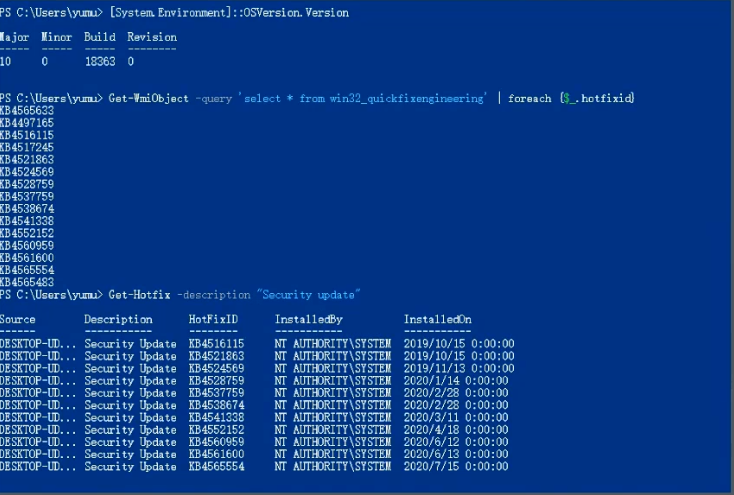 PS C:\Users\yumu> [System.Environment]::OSVersion.Version
Major Minor Build Revision
----- ----- ----- --------
10 0 18363 0
PS C:\Users\yumu> Get-WmiObject -query 'select * from win32_quickfixengineering' | foreach {$_.hotfixid}
KB4565633
KB4497165
KB4516115
KB4517245
KB4521863
KB4524569
KB4528759
KB4537759
KB4538674
KB4541338
KB4552152
KB4560959
KB4561600
KB4565554
KB4565483
PS C:\Users\yumu> Get-Hotfix -description "Security update"
Source Description HotFixID InstalledBy InstalledOn
------ ----------- -------- ----------- -----------
DESKTOP-UD... Security Update KB4516115 NT AUTHORITY\SYSTEM 2019/10/15 0:00:00
DESKTOP-UD... Security Update KB4521863 NT AUTHORITY\SYSTEM 2019/10/15 0:00:00
DESKTOP-UD... Security Update KB4524569 NT AUTHORITY\SYSTEM 2019/11/13 0:00:00
DESKTOP-UD... Security Update KB4528759 NT AUTHORITY\SYSTEM 2020/1/14 0:00:00
DESKTOP-UD... Security Update KB4537759 NT AUTHORITY\SYSTEM 2020/2/28 0:00:00
DESKTOP-UD... Security Update KB4538674 NT AUTHORITY\SYSTEM 2020/2/28 0:00:00
DESKTOP-UD... Security Update KB4541338 NT AUTHORITY\SYSTEM 2020/3/11 0:00:00
DESKTOP-UD... Security Update KB4552152 NT AUTHORITY\SYSTEM 2020/4/18 0:00:00
DESKTOP-UD... Security Update KB4560959 NT AUTHORITY\SYSTEM 2020/6/12 0:00:00
DESKTOP-UD... Security Update KB4561600 NT AUTHORITY\SYSTEM 2020/6/13 0:00:00
DESKTOP-UD... Security Update KB4565554 NT AUTHORITY\SYSTEM 2020/7/15 0:00:00